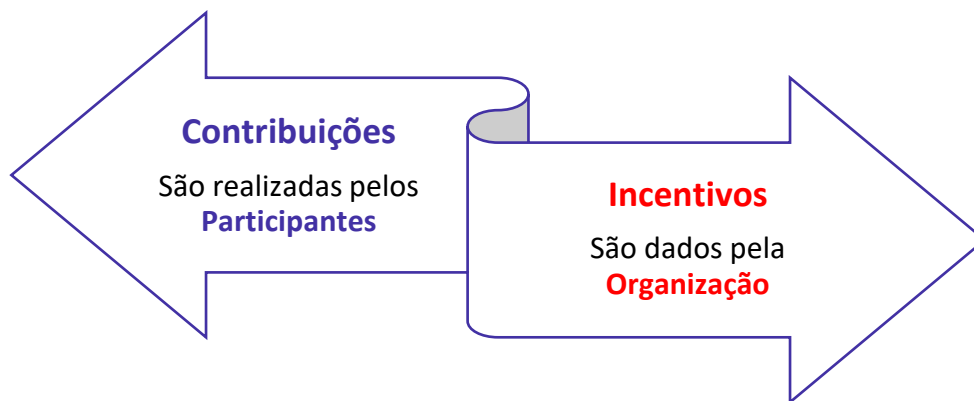 Contribuições
São realizadas pelos
Participantes
Incentivos
São dados pela
Organização